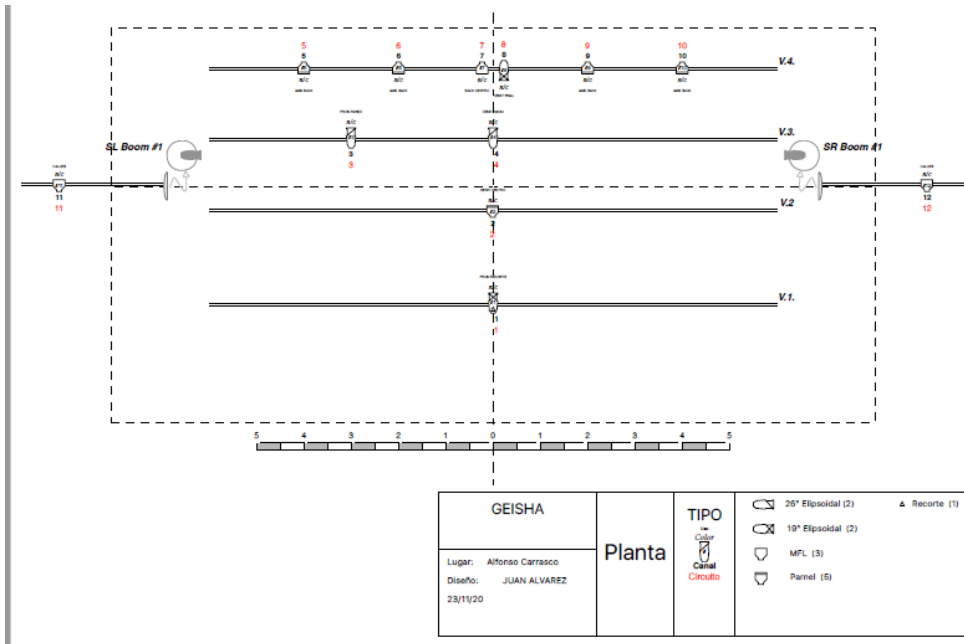 5 6 7 8 9 10
5 6 7 8 9 10
V.4.
n/c n/c n/c n/c n/c
n/c n/c
V.3.
SL Boom #1
SR Boom #1
3 4
3 4
n/c n/c
11 12
11 12
n/c
V.2
2
2
n/c
V.1.
1
1
5 4 3 2 1 0 1 2 3 4 5
GEISHA
Lugar: Alfonso Carrasco
Diseño: JUAN ALVAREZ
23/11/20
Planta
TIPO
Color
Canal
Circuito
26° Elipsoidal (2)
Recorte (1)
19° Elipsoidal (2)
MFL (3)
Parnel (5)